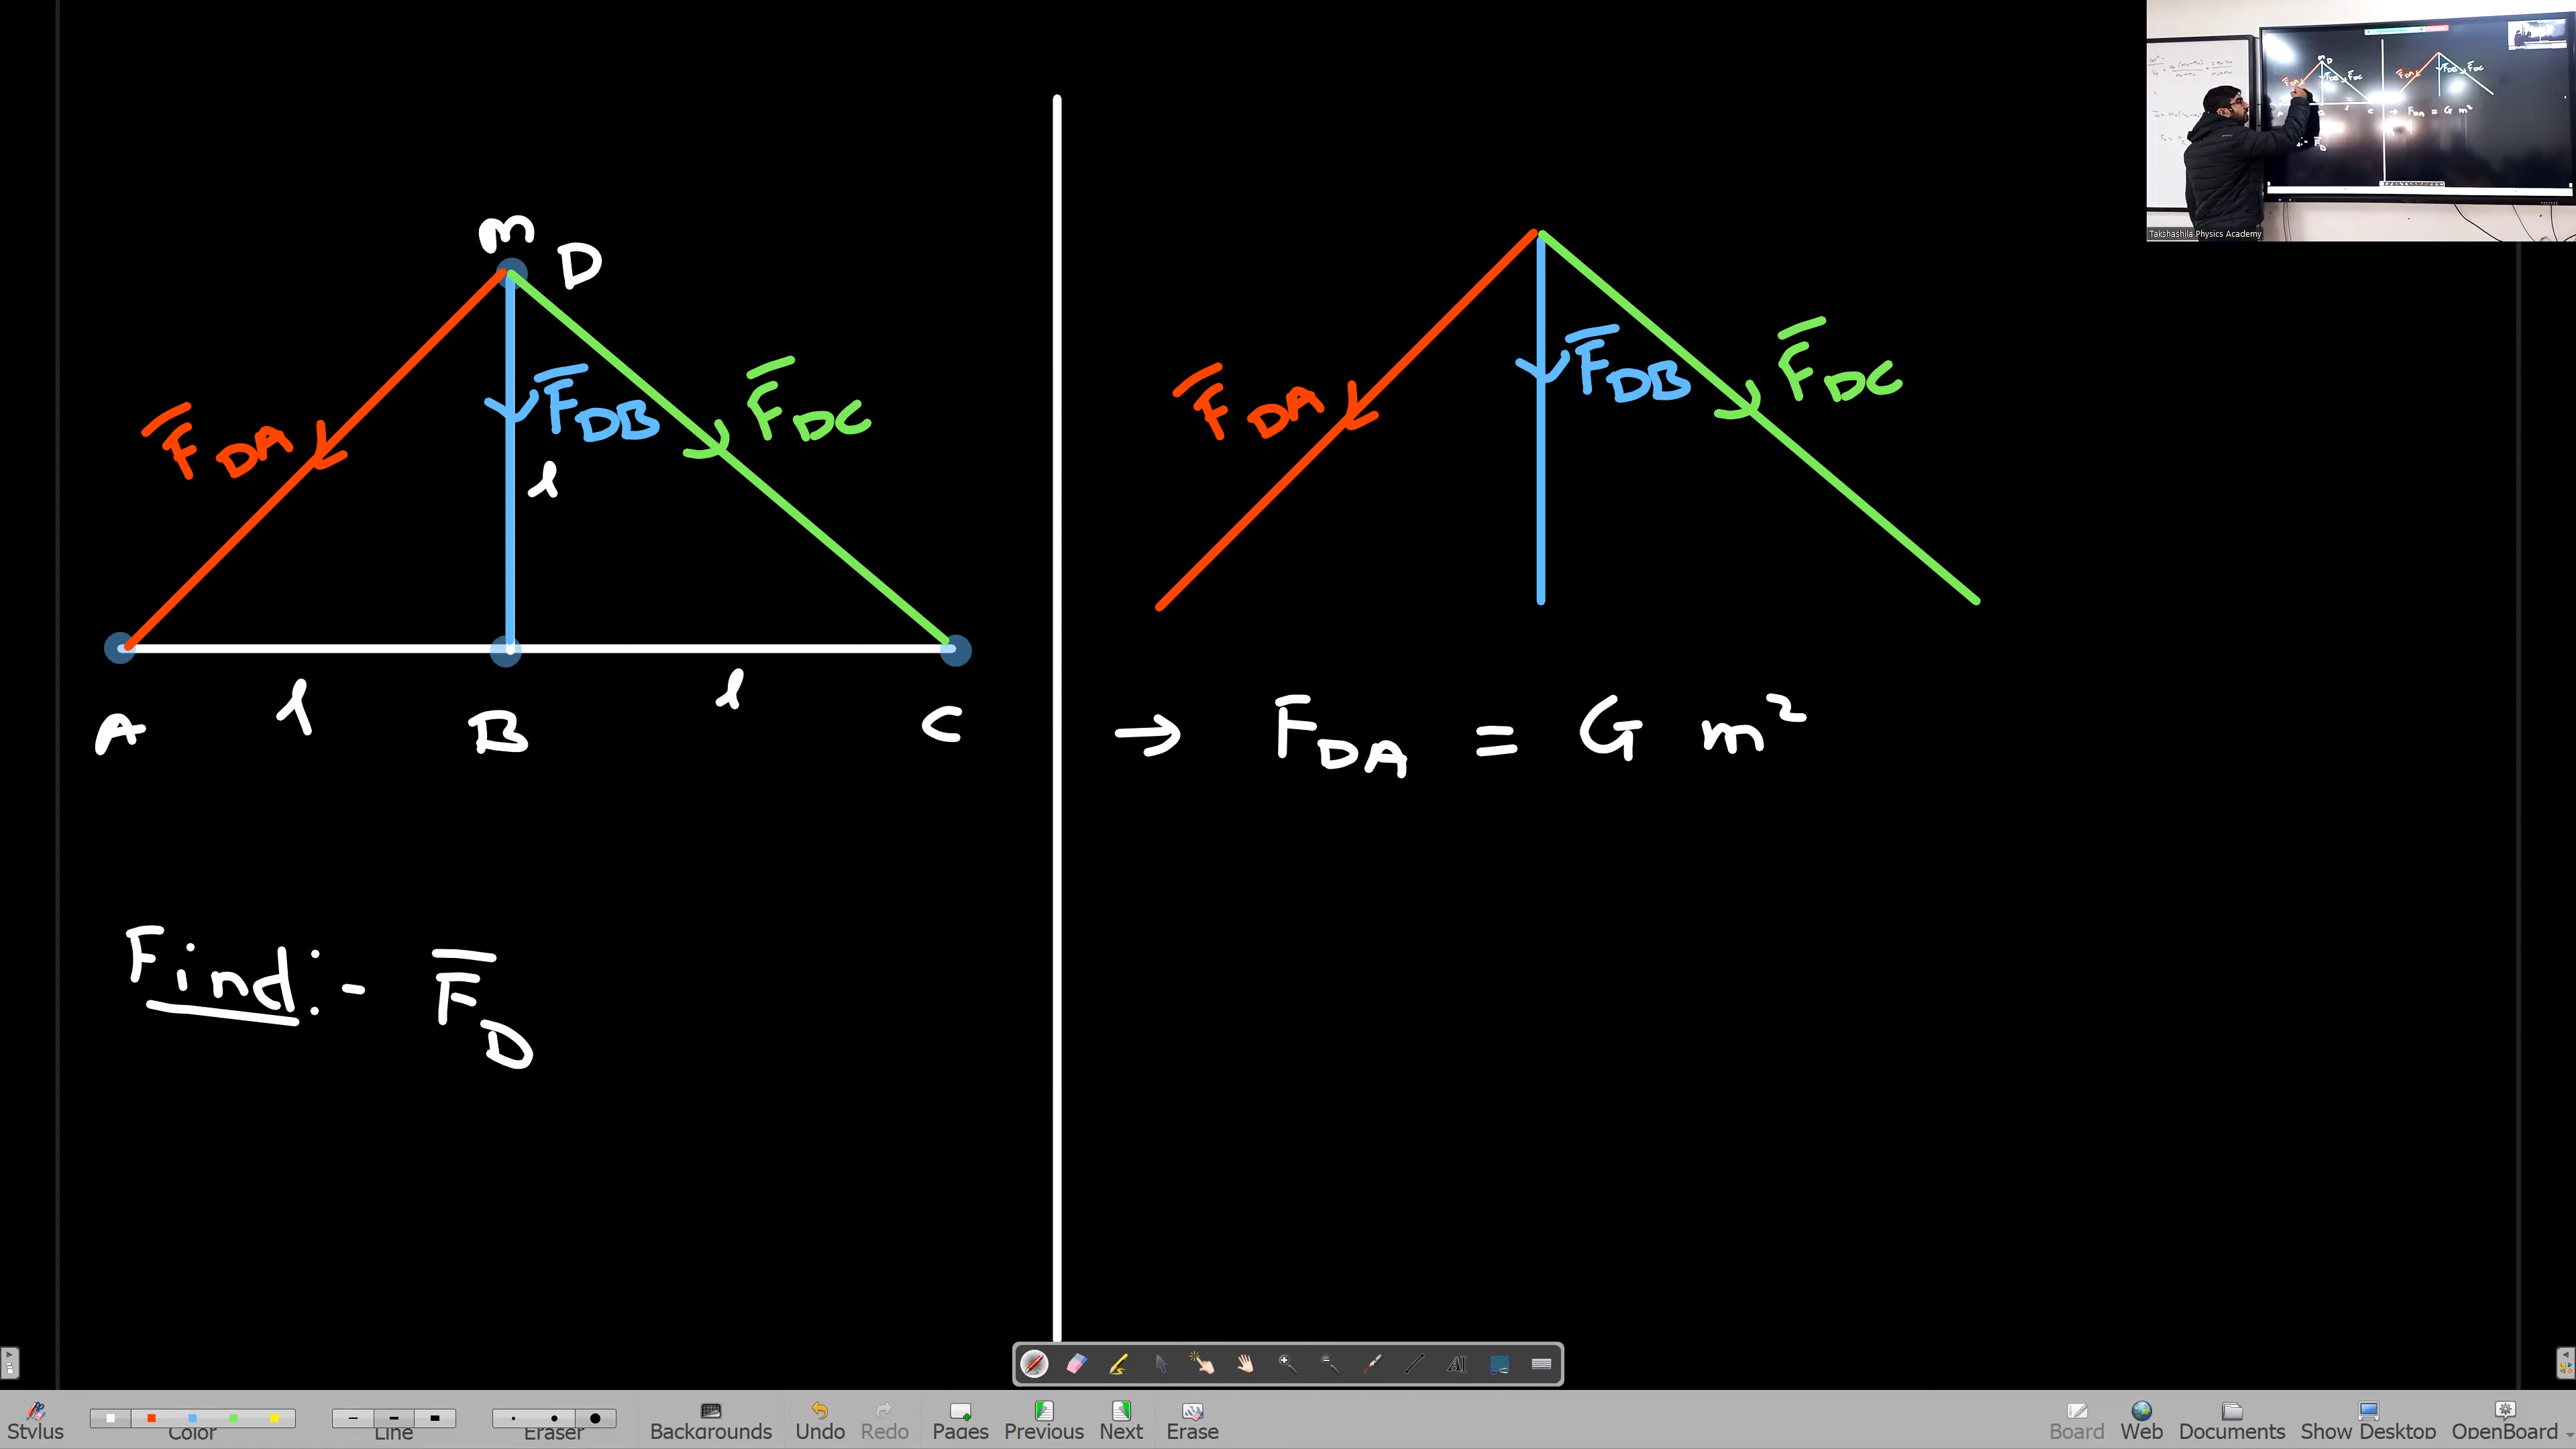 m
D
F̅DA
F̅DB
F̅DC
l
A
l
B
l
C
Find:- F̅D
F̅DA
F̅DB
F̅DC
→ F̅DA = G m²
Takshashila Physics Academy
Stylus
Color
Line
Eraser
Backgrounds
Undo
Redo
Pages
Previous
Next
Erase
Board
Web
Documents
Show Desktop
OpenBoard